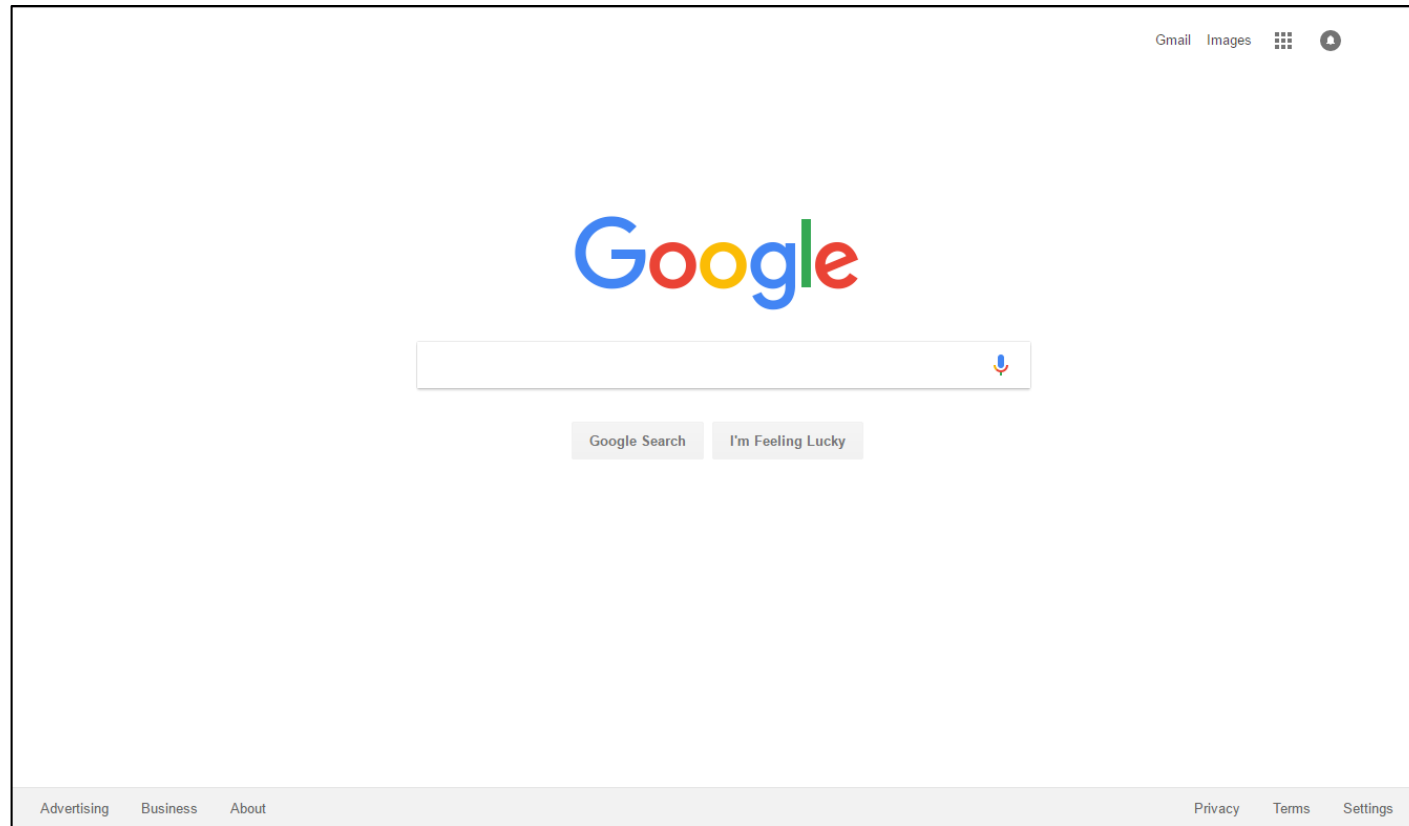 Gmail Images
Google
Google Search I'm Feeling Lucky
Advertising Business About Privacy Terms Settings